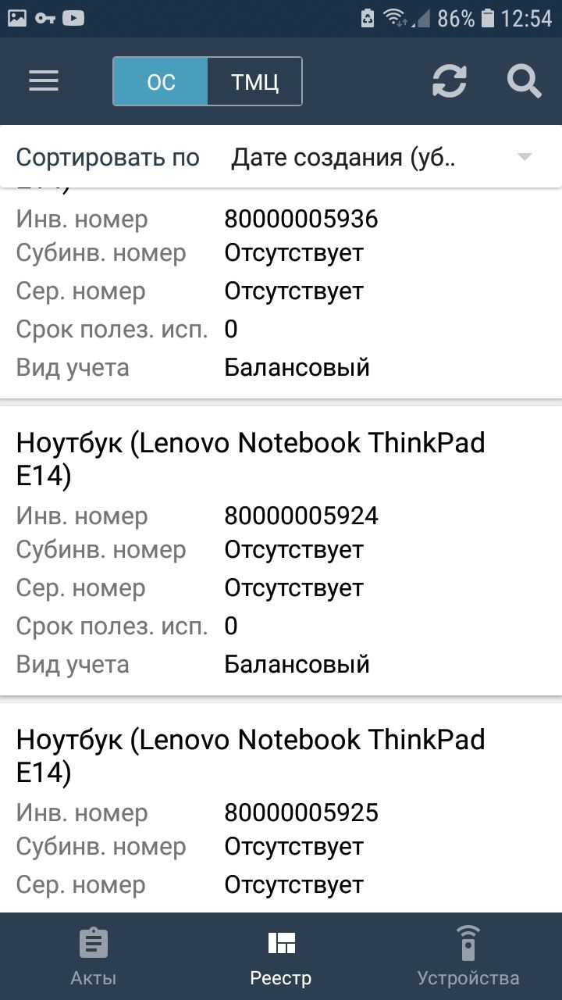 86% 12:54
ОС ТМЦ
Сортировать по Дате создания (уб..
E14)
Инв. номер 80000005936
Субинв. номер Отсутствует
Сер. номер Отсутствует
Срок полез. исп. 0
Вид учета Балансовый
Ноутбук (Lenovo Notebook ThinkPad
E14)
Инв. номер 80000005924
Субинв. номер Отсутствует
Сер. номер Отсутствует
Срок полез. исп. 0
Вид учета Балансовый
Ноутбук (Lenovo Notebook ThinkPad
E14)
Инв. номер 80000005925
Субинв. номер Отсутствует
Сер. номер Отсутствует
Акты Реестр Устройства